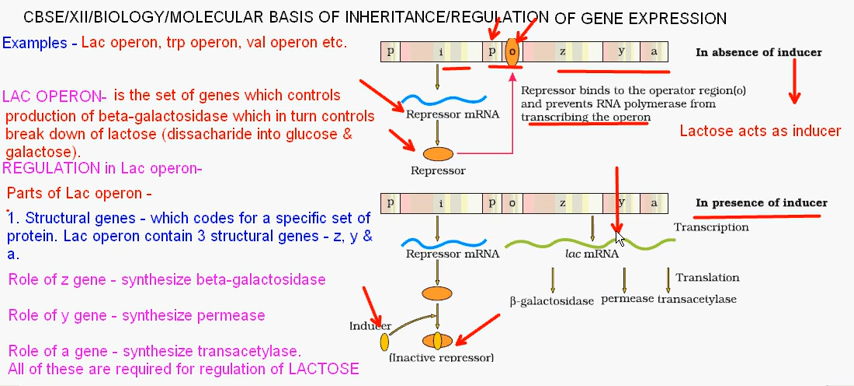 CBSE/XII/BIOLOGY/MOLECULAR BASIS OF INHERITANCE/REGULATION OF GENE EXPRESSION
Examples - Lac operon, trp operon, val operon etc.
LAC OPERON- is the set of genes which controls
production of beta-galactosidase which in turn controls
break down of lactose (dissacharide into glucose &
galactose).
REGULATION in Lac operon-
Parts of Lac operon -
1. Structural genes - which codes for a specific set of
protein. Lac operon contain 3 structural genes - z, y &
a.
Role of z gene - synthesize beta-galactosidase
Role of y gene - synthesize permease
Role of a gene - synthesize transacetylase.
All of these are required for regulation of LACTOSE
p i p o z y a
In absence of inducer
Repressor mRNA
Repressor
Repressor binds to the operator region(o)
and prevents RNA polymerase from
transcribing the operon
Lactose acts as inducer
p i p o z y a
In presence of inducer
Transcription
Repressor mRNA
lac mRNA
Translation
β-galactosidase permease transacetylase
Inducer
(Inactive repressor)